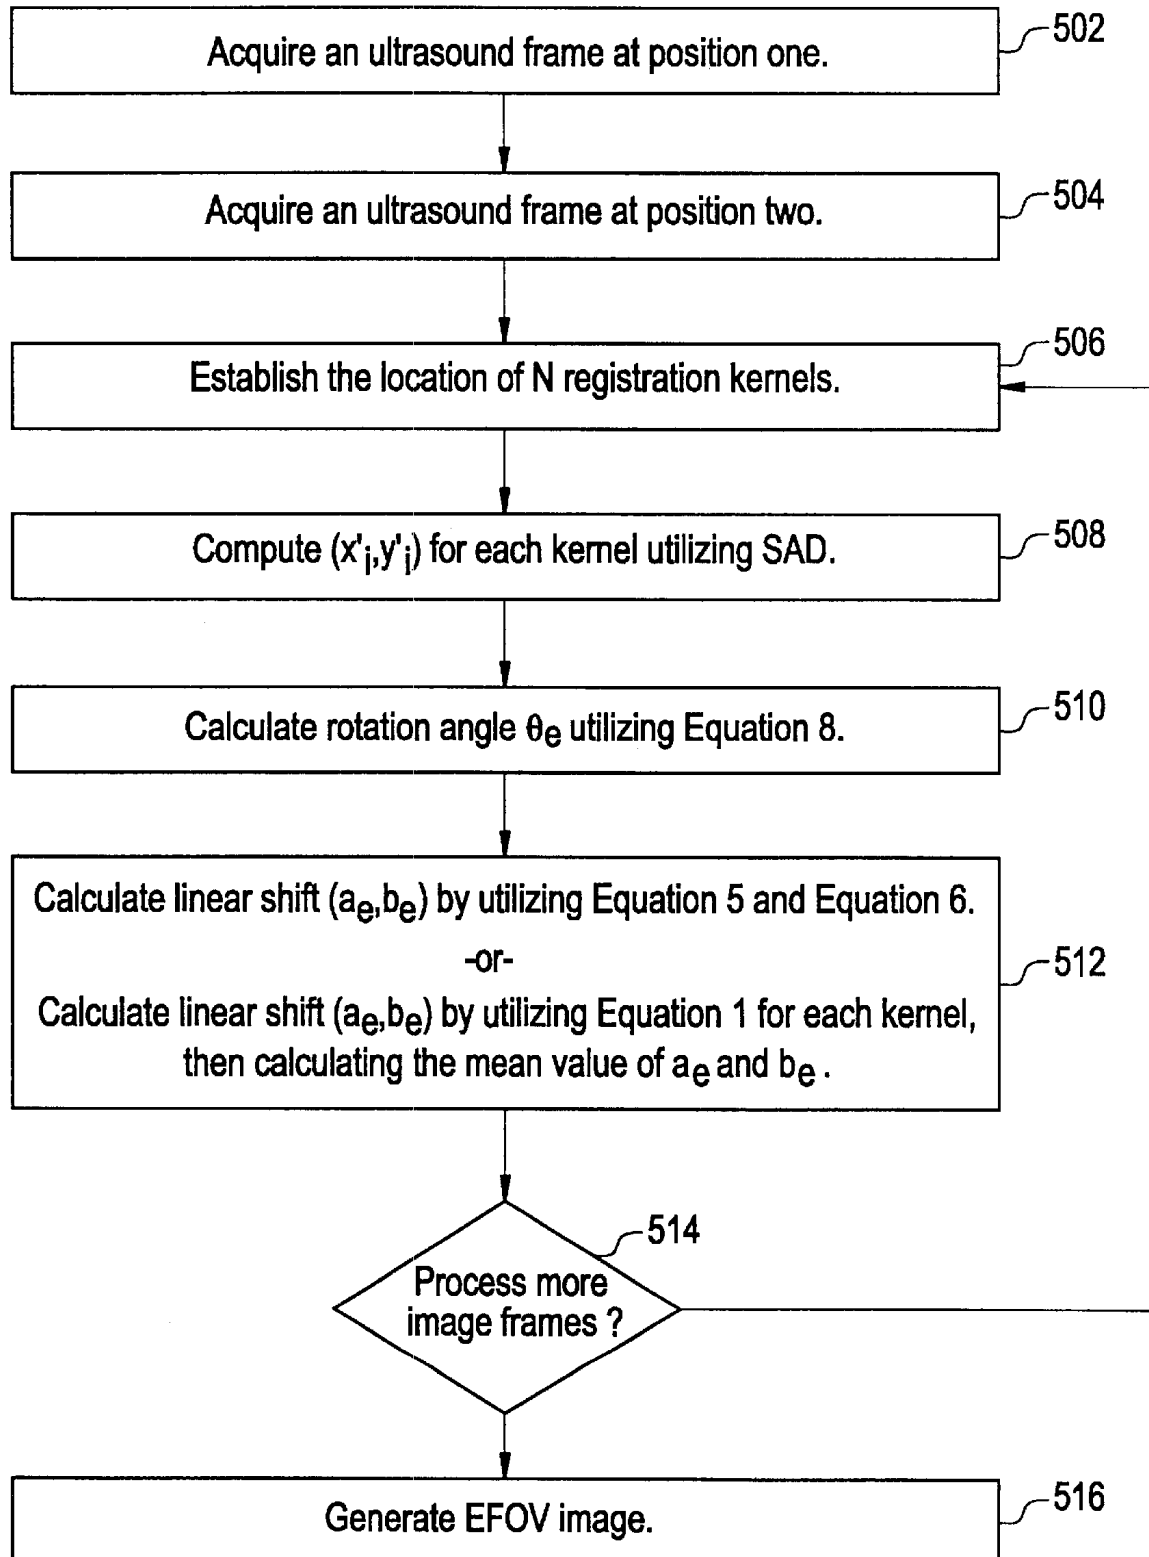 Acquire an ultrasound frame at position one.
502
Acquire an ultrasound frame at position two.
504
Establish the location of N registration kernels.
506
Compute (x'i,y'i) for each kernel utilizing SAD.
508
Calculate rotation angle θe utilizing Equation 8.
510
Calculate linear shift (ae,be) by utilizing Equation 5 and Equation 6.
-or-
Calculate linear shift (ae,be) by utilizing Equation 1 for each kernel,
then calculating the mean value of ae and be .
512
514
Process more
image frames ?
Generate EFOV image.
516